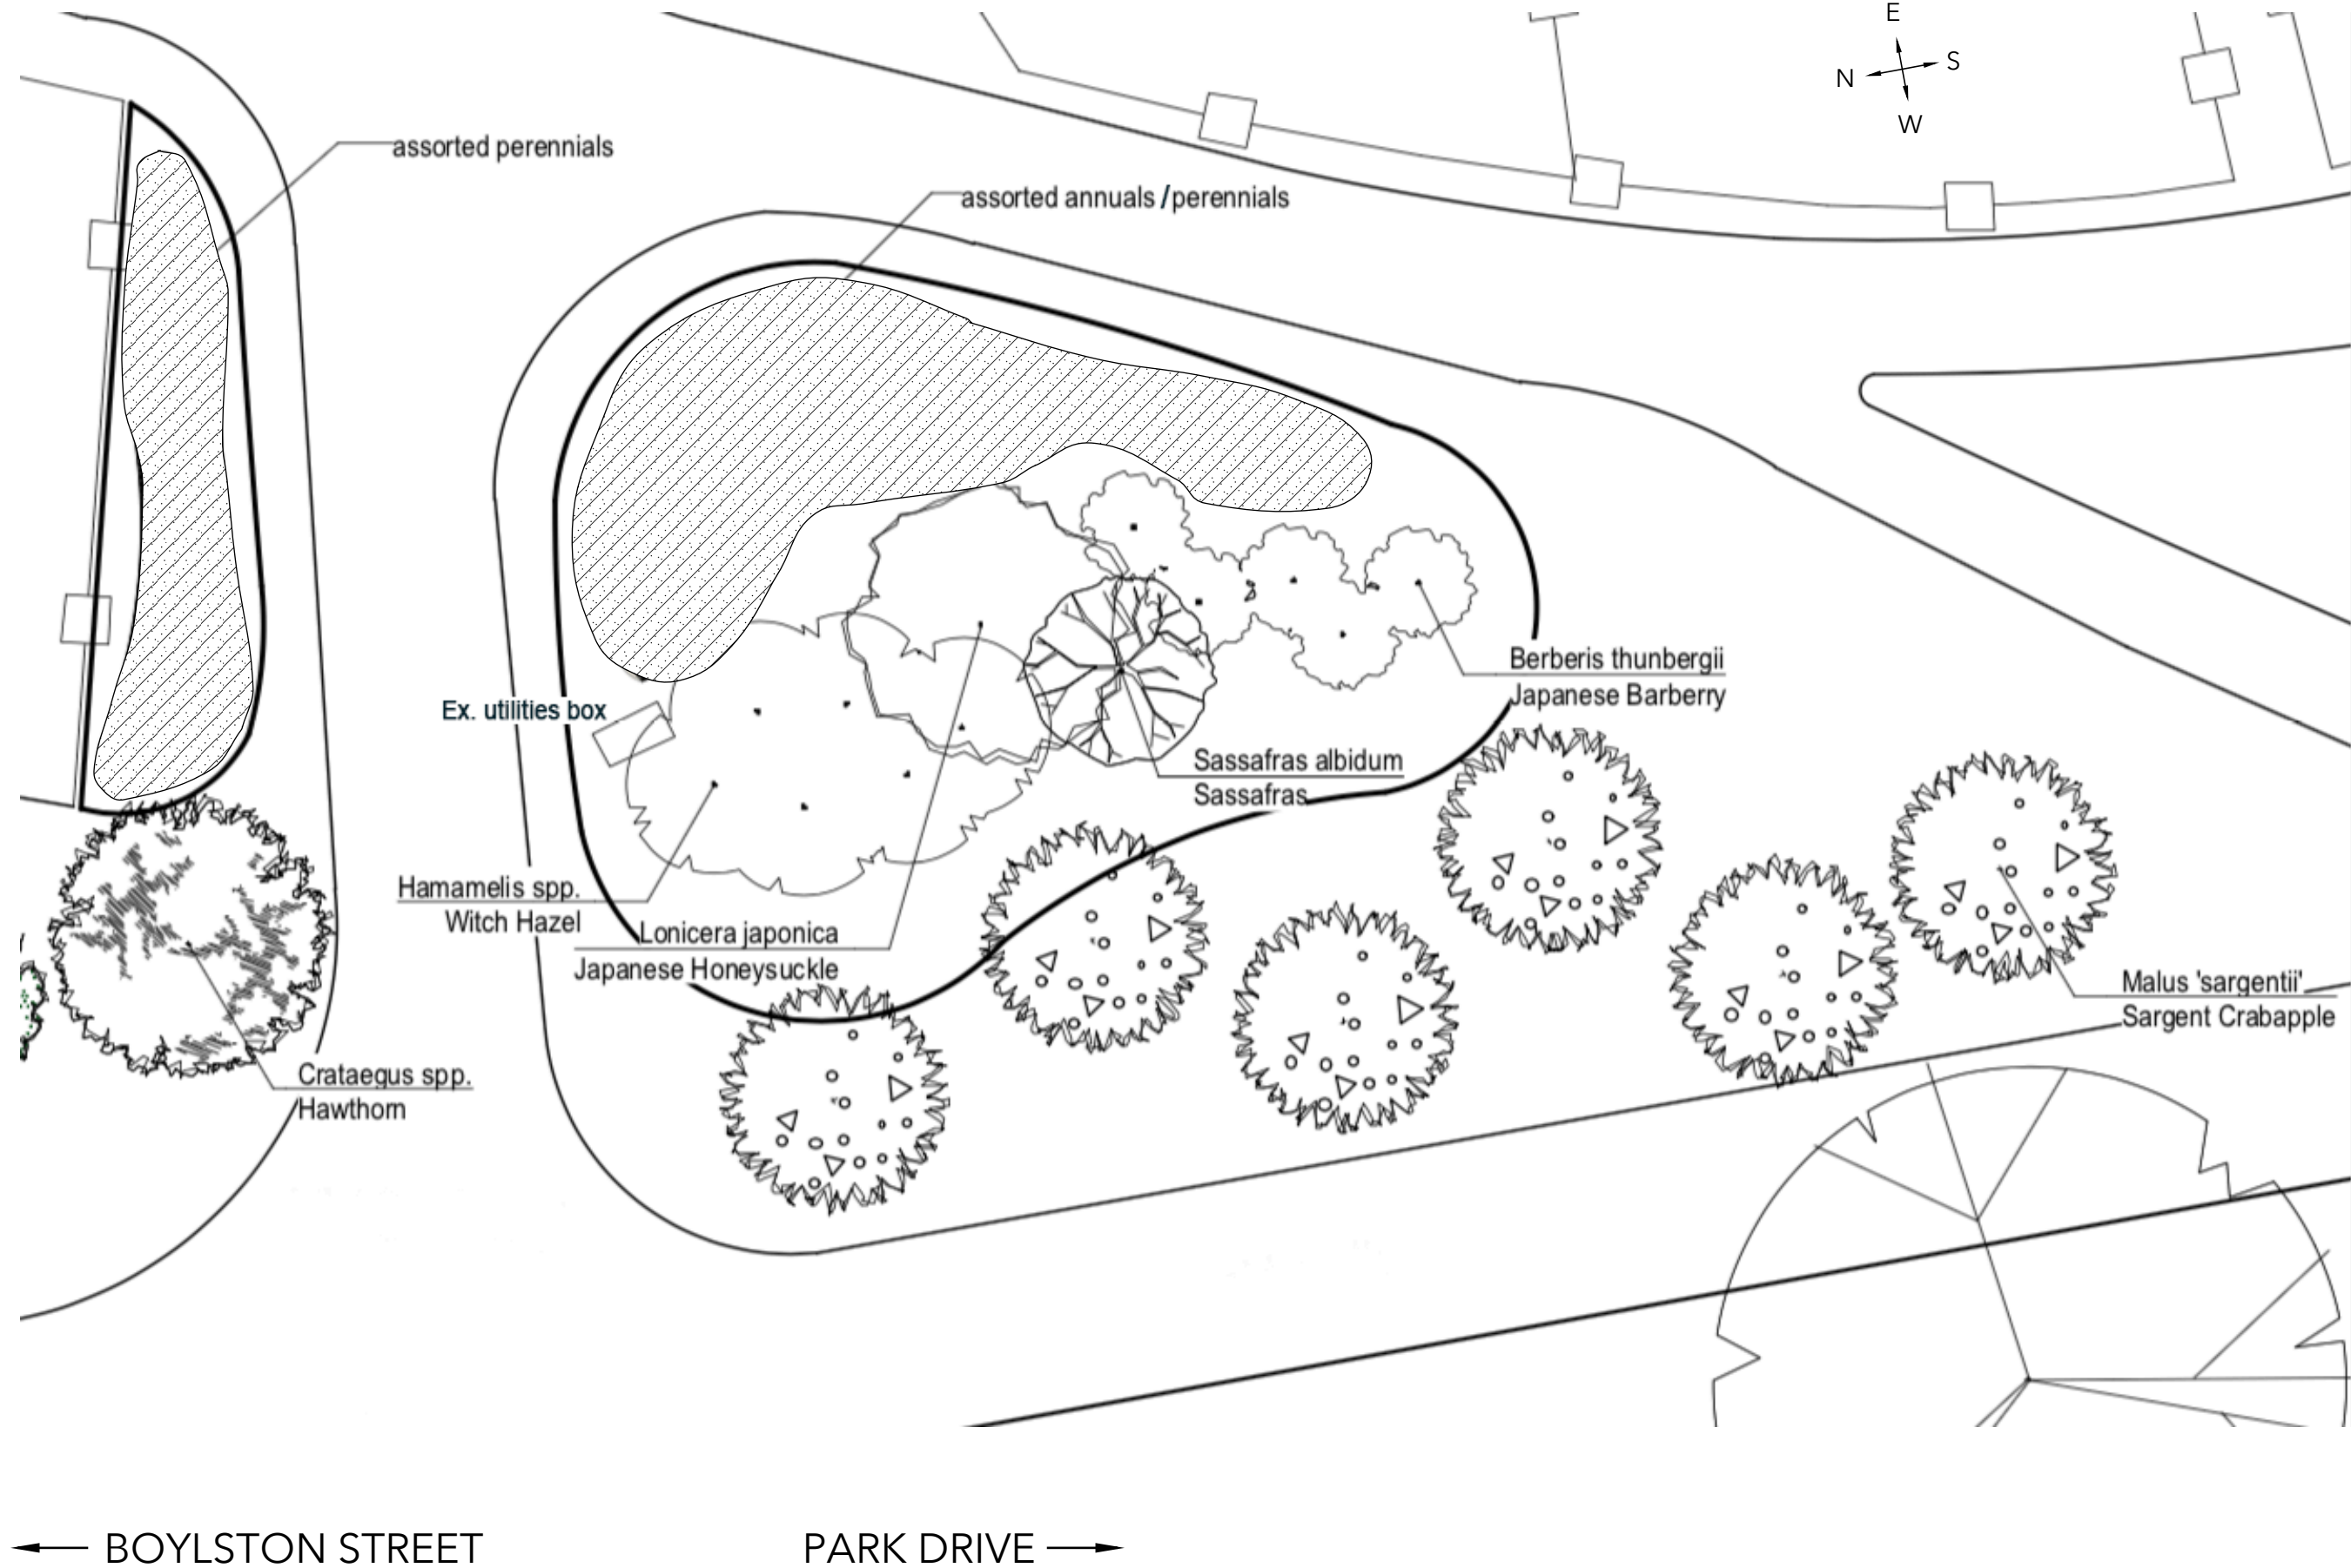 E
N
S
W
assorted perennials
assorted annuals / perennials
Berberis thunbergii
Japanese Barberry
Ex. utilities box
Sassafras albidum
Sassafras
Hamamelis spp.
Witch Hazel
Lonicera japonica
Japanese Honeysuckle
Malus 'sargentii'
Sargent Crabapple
Crataegus spp.
Hawthorn
BOYLSTON STREET
PARK DRIVE